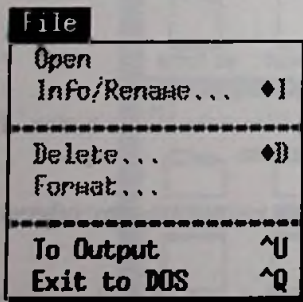 File
Open
Info/Rename... ◆I
Delete... ◆D
Format...
To Output ^U
Exit to DOS ^Q